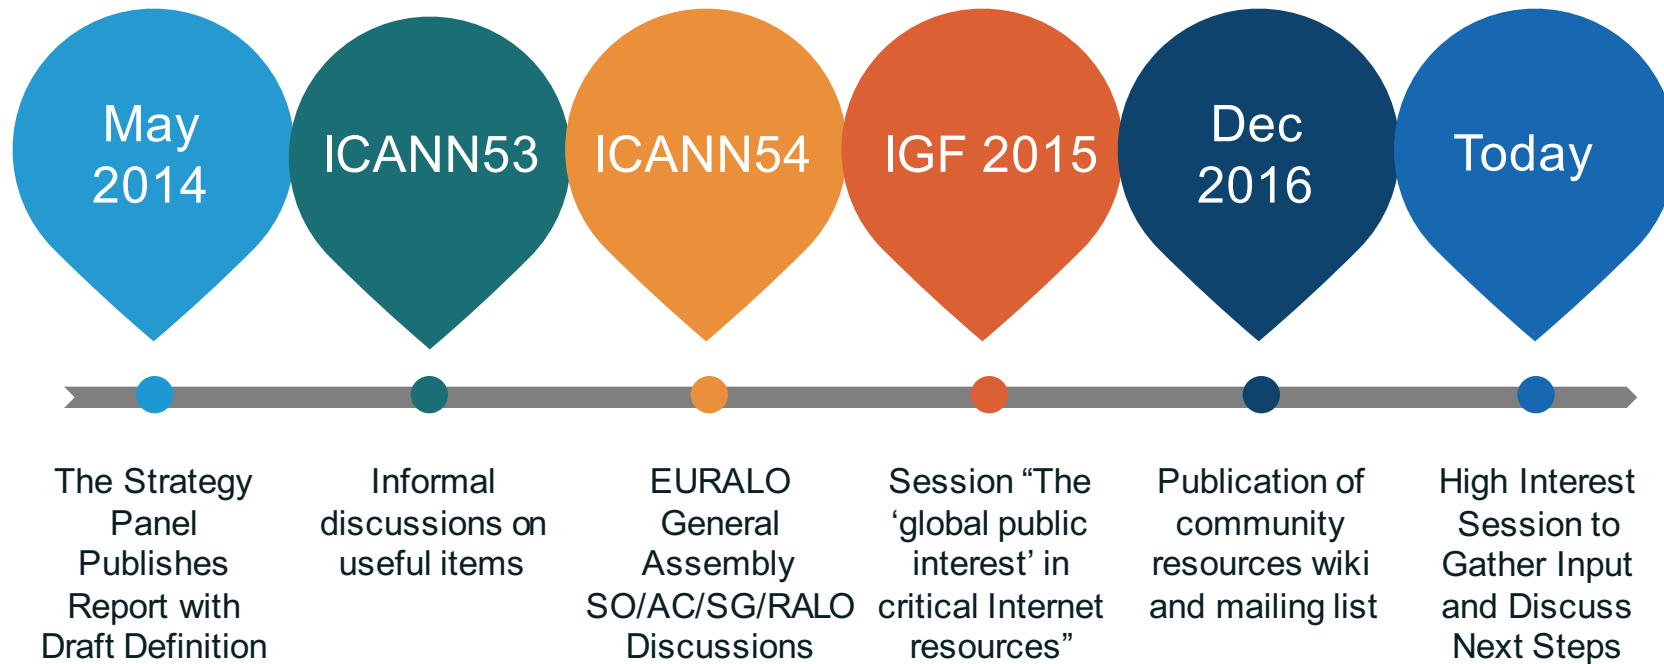 May
2014
ICANN53
ICANN54
IGF 2015
Dec
2016
Today
The Strategy
Panel
Publishes
Report with
Draft Definition
Informal
discussions on
useful items
EURALO
General
Assembly
SO/AC/SG/RALO
Discussions
Session “The
‘global public
interest’ in
critical Internet
resources”
Publication of
community
resources wiki
and mailing list
High Interest
Session to
Gather Input
and Discuss
Next Steps